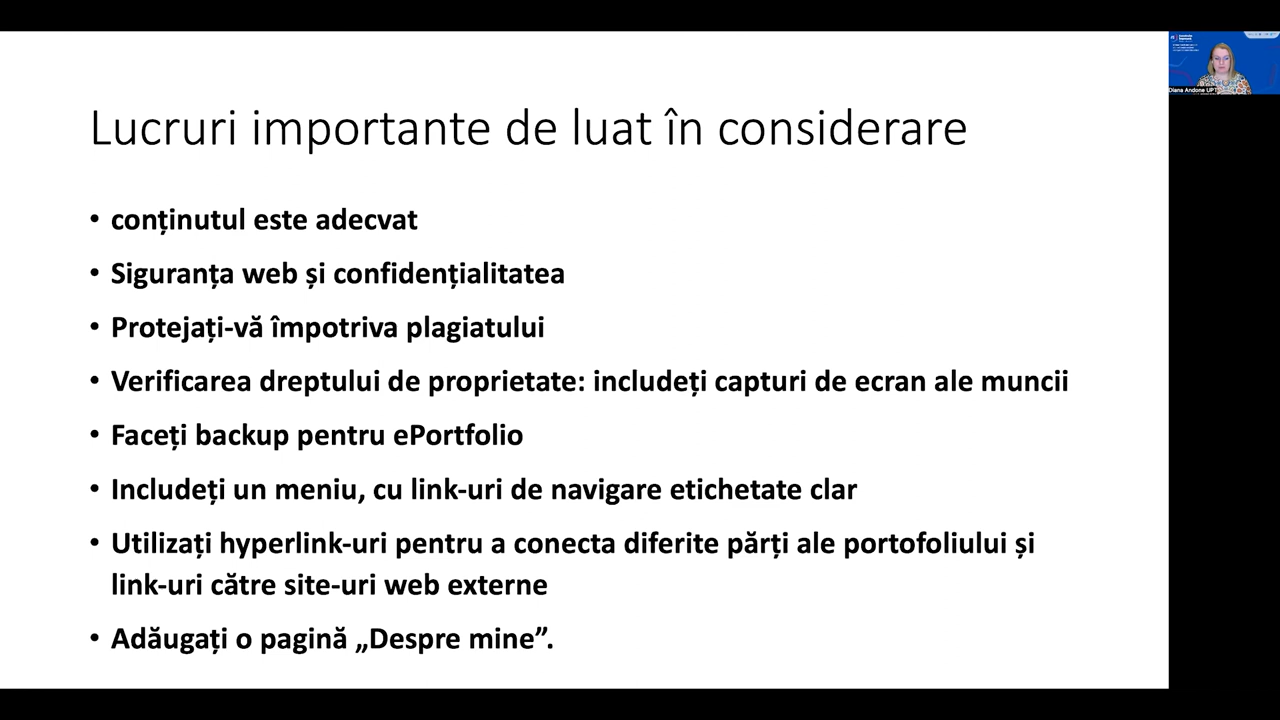 Lucruri importante de luat în considerare
• conținutul este adecvat
• Siguranța web și confidențialitatea
• Protejați-vă împotriva plagiatului
• Verificarea dreptului de proprietate: includeți capturi de ecran ale muncii
• Faceți backup pentru ePortfolio
• Includeți un meniu, cu link-uri de navigare etichetate clar
• Utilizați hyperlink-uri pentru a conecta diferite părți ale portofoliului și
link-uri către site-uri web externe
• Adăugați o pagină „Despre mine”.
Diana Andone UPT